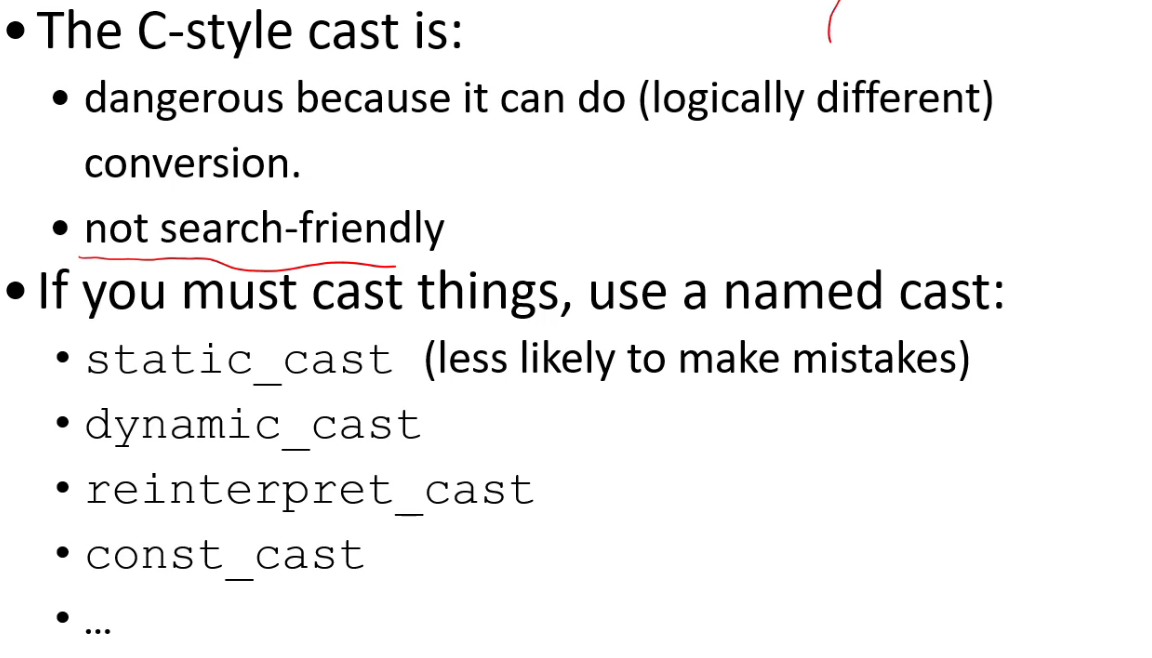 • The C-style cast is:
• dangerous because it can do (logically different)
conversion.
• not search-friendly
• If you must cast things, use a named cast:
• static_cast (less likely to make mistakes)
• dynamic_cast
• reinterpret_cast
• const_cast
• …